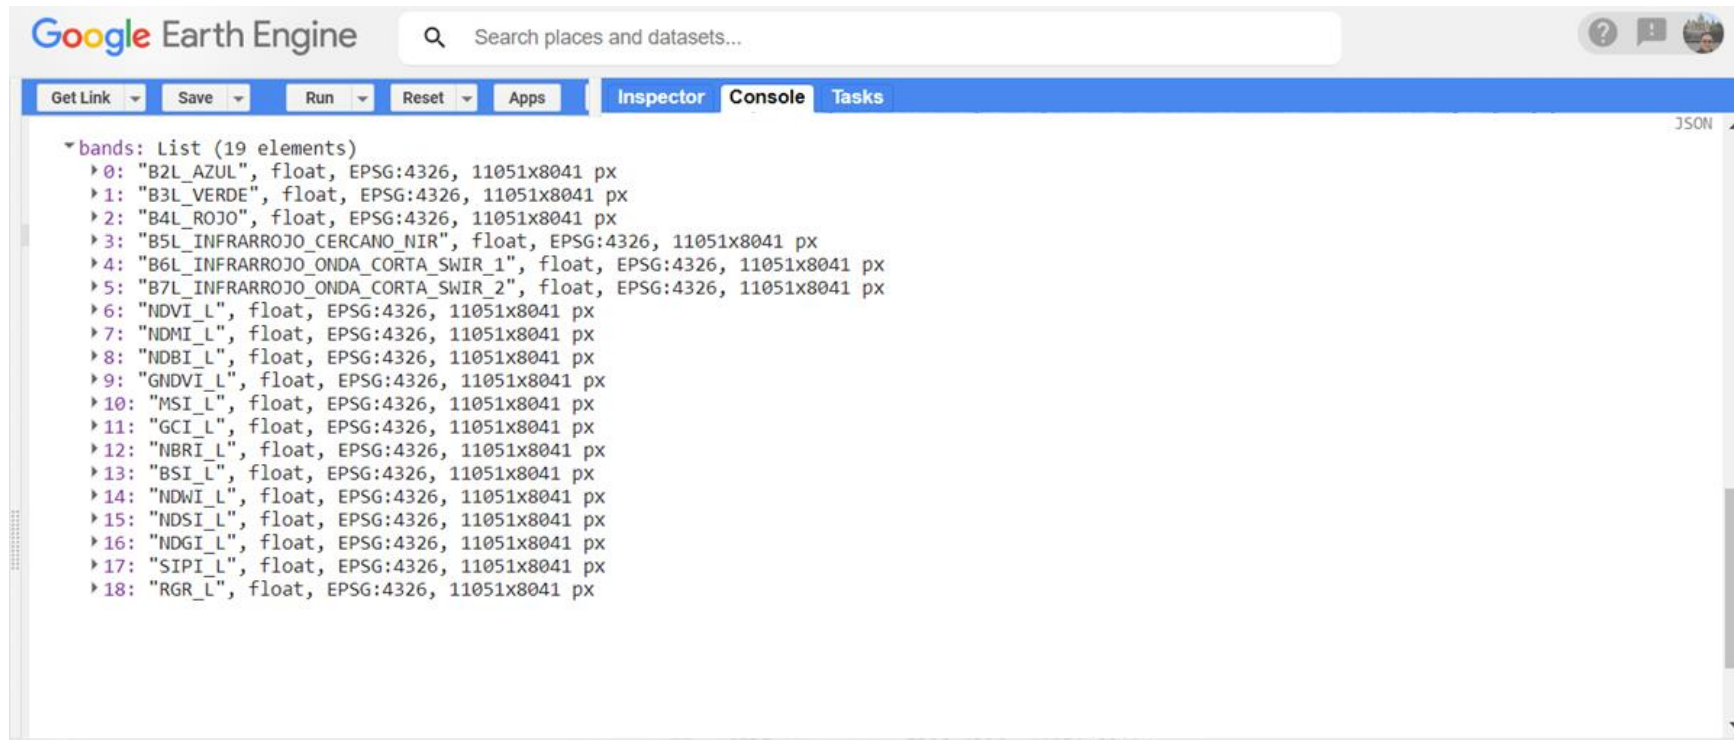 Google Earth Engine
Search places and datasets...
Get Link Save Run Reset Apps Inspector Console Tasks
JSON
bands: List (19 elements)
0: "B2L_AZUL", float, EPSG:4326, 11051x8041 px
1: "B3L_VERDE", float, EPSG:4326, 11051x8041 px
2: "B4L_ROJO", float, EPSG:4326, 11051x8041 px
3: "B5L_INFRARROJO_CERCANO_NIR", float, EPSG:4326, 11051x8041 px
4: "B6L_INFRARROJO_ONDA_CORTA_SWIR_1", float, EPSG:4326, 11051x8041 px
5: "B7L_INFRARROJO_ONDA_CORTA_SWIR_2", float, EPSG:4326, 11051x8041 px
6: "NDVI_L", float, EPSG:4326, 11051x8041 px
7: "NDMI_L", float, EPSG:4326, 11051x8041 px
8: "NDBI_L", float, EPSG:4326, 11051x8041 px
9: "GNDVI_L", float, EPSG:4326, 11051x8041 px
10: "MSI_L", float, EPSG:4326, 11051x8041 px
11: "GCI_L", float, EPSG:4326, 11051x8041 px
12: "NBRI_L", float, EPSG:4326, 11051x8041 px
13: "BSI_L", float, EPSG:4326, 11051x8041 px
14: "NDWI_L", float, EPSG:4326, 11051x8041 px
15: "NDSI_L", float, EPSG:4326, 11051x8041 px
16: "NDGI_L", float, EPSG:4326, 11051x8041 px
17: "SIPI_L", float, EPSG:4326, 11051x8041 px
18: "RGR_L", float, EPSG:4326, 11051x8041 px